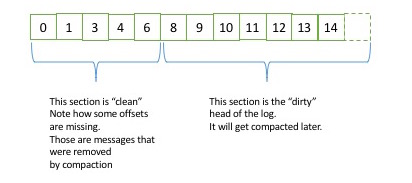 0 1 3 4 6 8 9 10 11 12 13 14
This section is “clean”
Note how some offsets
are missing.
Those are messages that
were removed
by compaction
This section is the “dirty”
head of the log.
It will get compacted later.